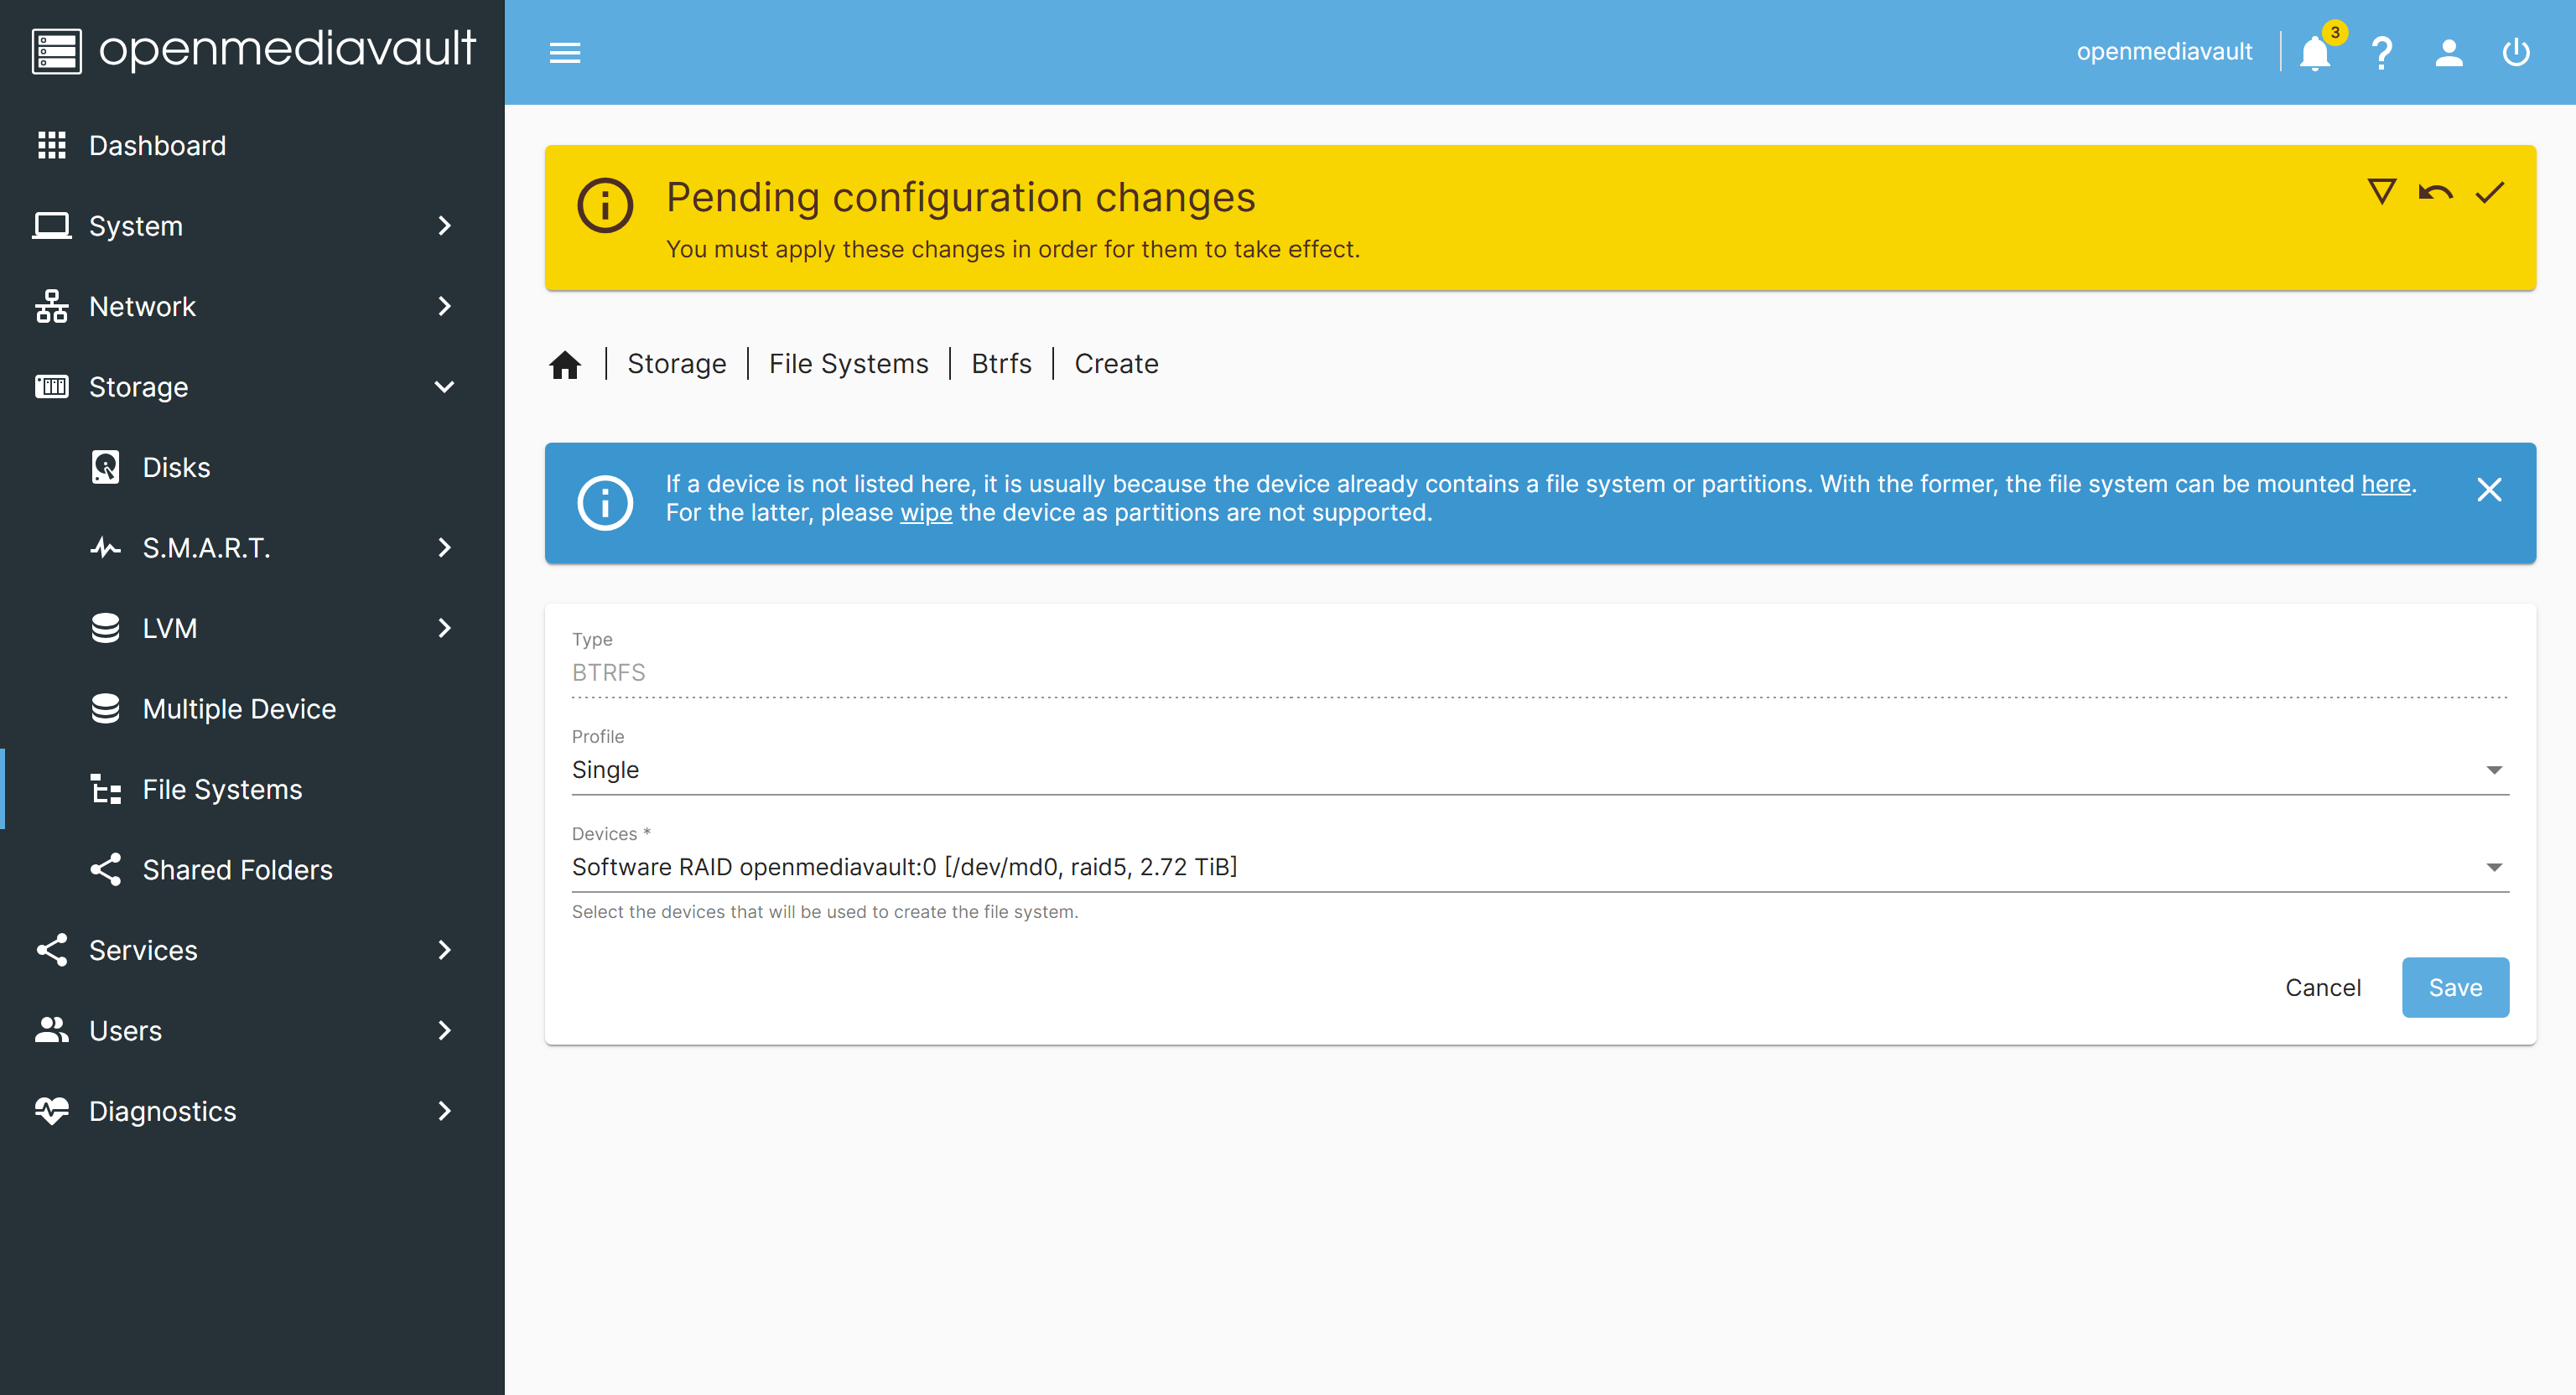 openmediavault
openmediavault
3
Dashboard
System
Network
Storage
Disks
S.M.A.R.T.
LVM
Multiple Device
File Systems
Shared Folders
Services
Users
Diagnostics
Pending configuration changes
You must apply these changes in order for them to take effect.
Storage | File Systems | Btrfs | Create
If a device is not listed here, it is usually because the device already contains a file system or partitions. With the former, the file system can be mounted here.
For the latter, please wipe the device as partitions are not supported.
Type
BTRFS
Profile
Single
Devices *
Software RAID openmediavault:0 [/dev/md0, raid5, 2.72 TiB]
Select the devices that will be used to create the file system.
Cancel
Save